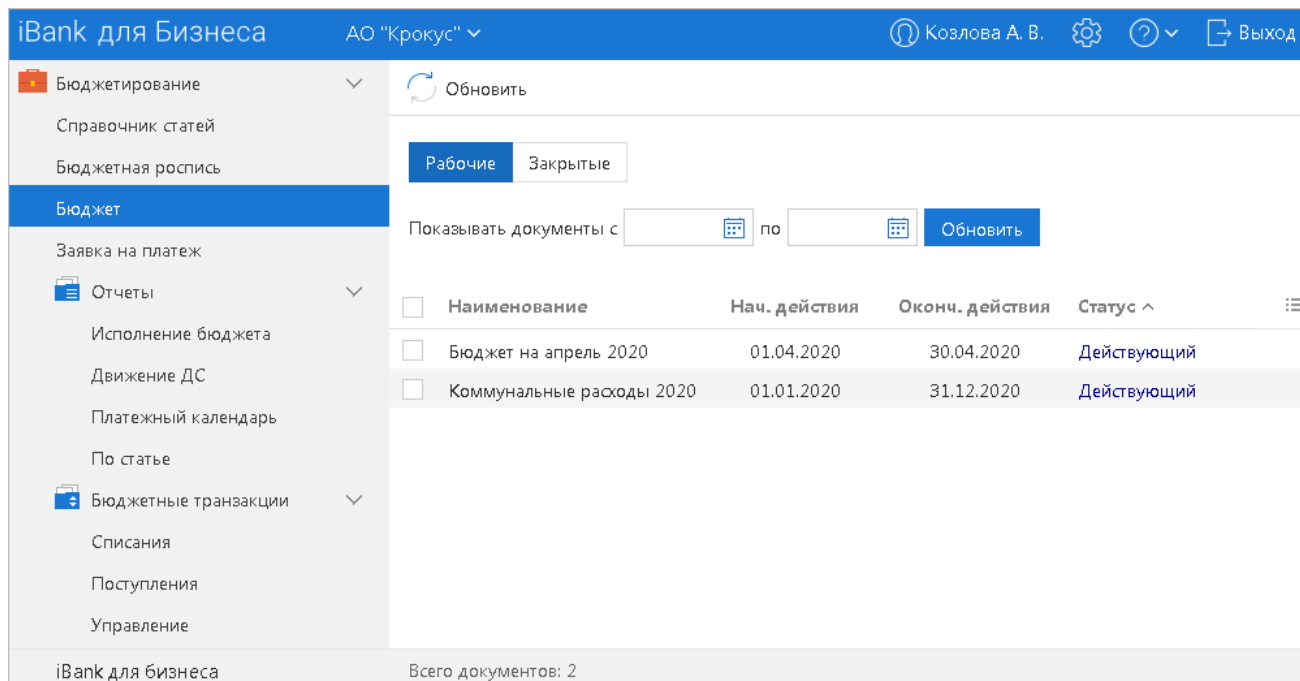 iBank для Бизнеса
АО "Крокус"
Козлова А. В.
Выход
Бюджетирование
Справочник статей
Бюджетная роспись
Бюджет
Заявка на платеж
Отчеты
Исполнение бюджета
Движение ДС
Платежный календарь
По статье
Бюджетные транзакции
Списания
Поступления
Управление
iBank для бизнеса
Обновить
Рабочие Закрытые
Показывать документы с по Обновить
Наименование Нач. действия Оконч. действия Статус
Бюджет на апрель 2020 01.04.2020 30.04.2020 Действующий
Коммунальные расходы 2020 01.01.2020 31.12.2020 Действующий
Всего документов: 2